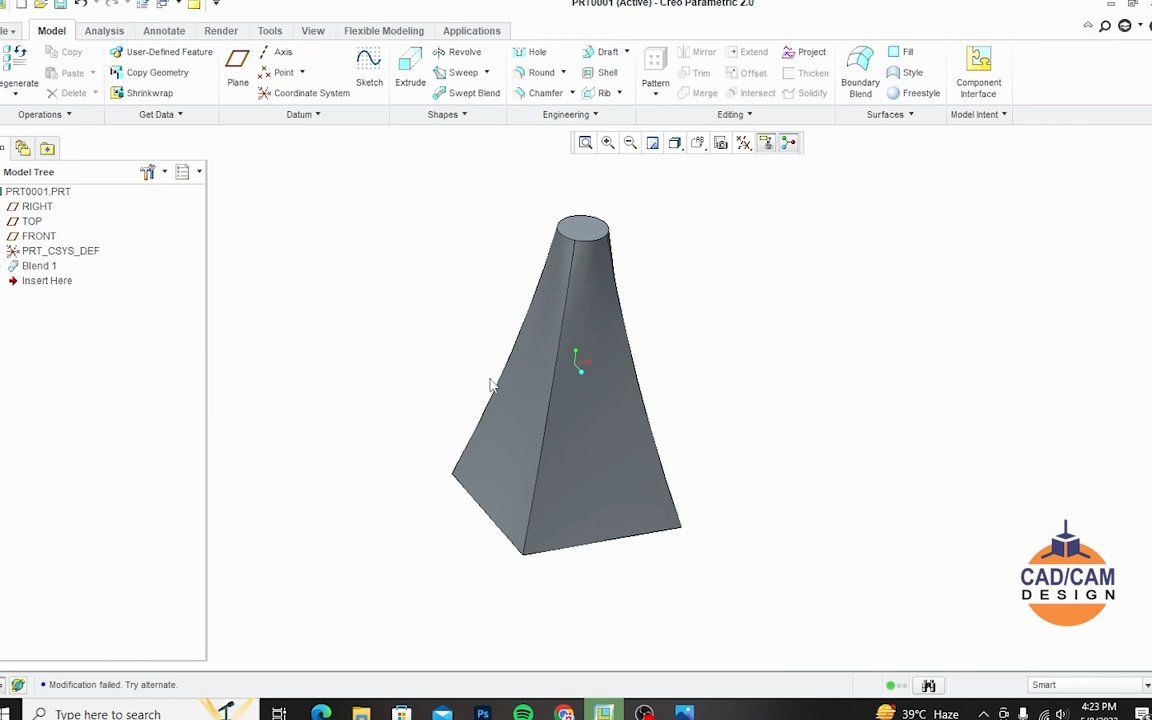 PRT0001 (Active) - Creo Parametric 2.0
Model Analysis Annotate Render Tools View Flexible Modeling Applications
Copy User-Defined Feature Axis Revolve Hole Draft Mirror Extend Project Fill
Paste Copy Geometry Point Sweep Round Shell Trim Offset Thicken Style
Delete Shrinkwrap Coordinate System Swept Blend Chamfer Rib Merge Intersect Solidify Freestyle
Plane Sketch Extrude Pattern Boundary Blend Component Interface
Operations Get Data Datum Shapes Engineering Editing Surfaces Model Intent
Model Tree
PRT0001.PRT
RIGHT
TOP
FRONT
PRT_CSYS_DEF
Blend 1
Insert Here
CAD/CAM
DESIGN
Modification failed. Try alternate.
Smart
Type here to search
Ps
39°C Haze
4:23 PM